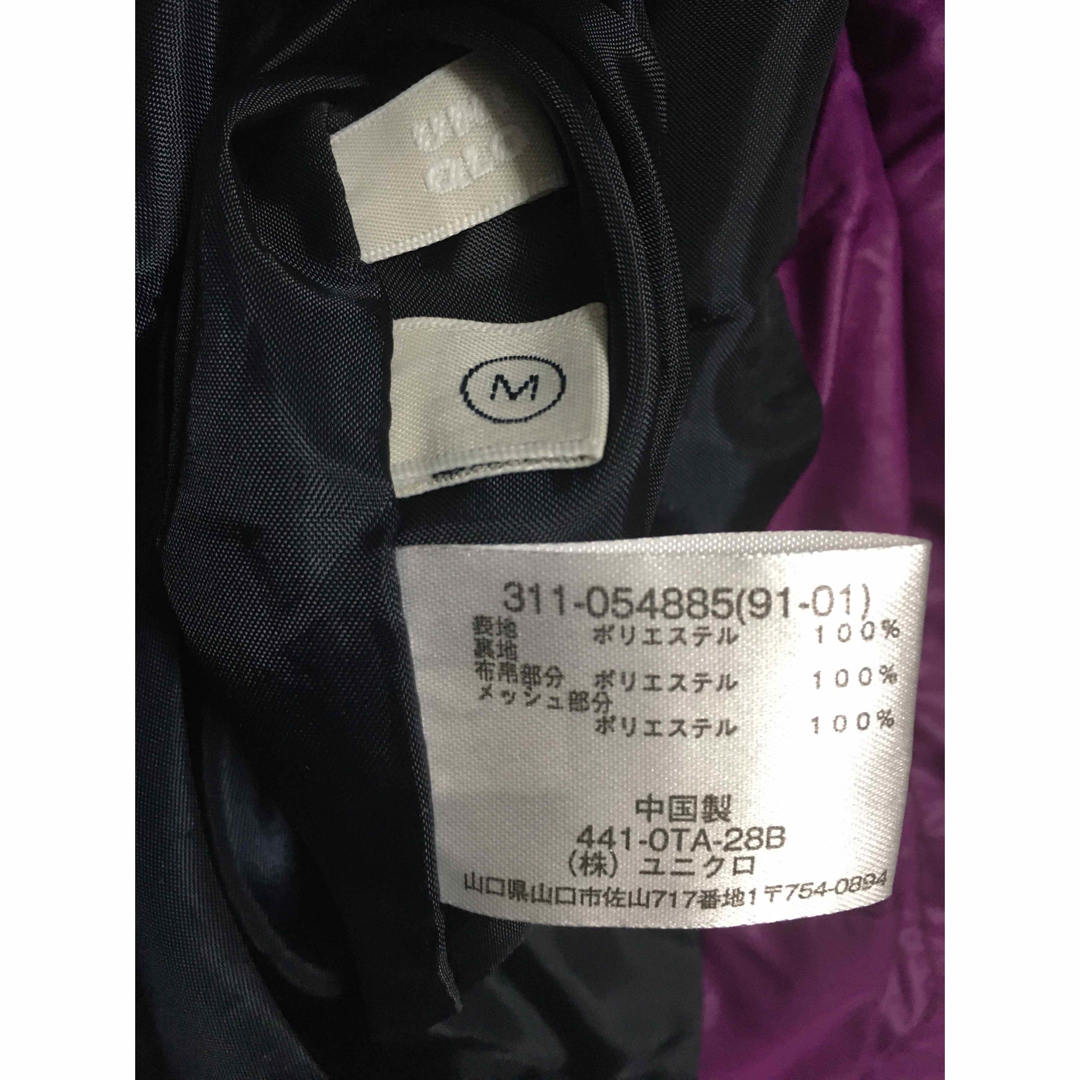 UNI
QLO
M
311-054885(91-01)
表地 ポリエステル 100%
裏地
布帛部分 ポリエステル 100%
メッシュ部分
ポリエステル 100%
中国製
441-0TA-28B
(株) ユニクロ
山口県山口市佐山717番地1〒754-0894